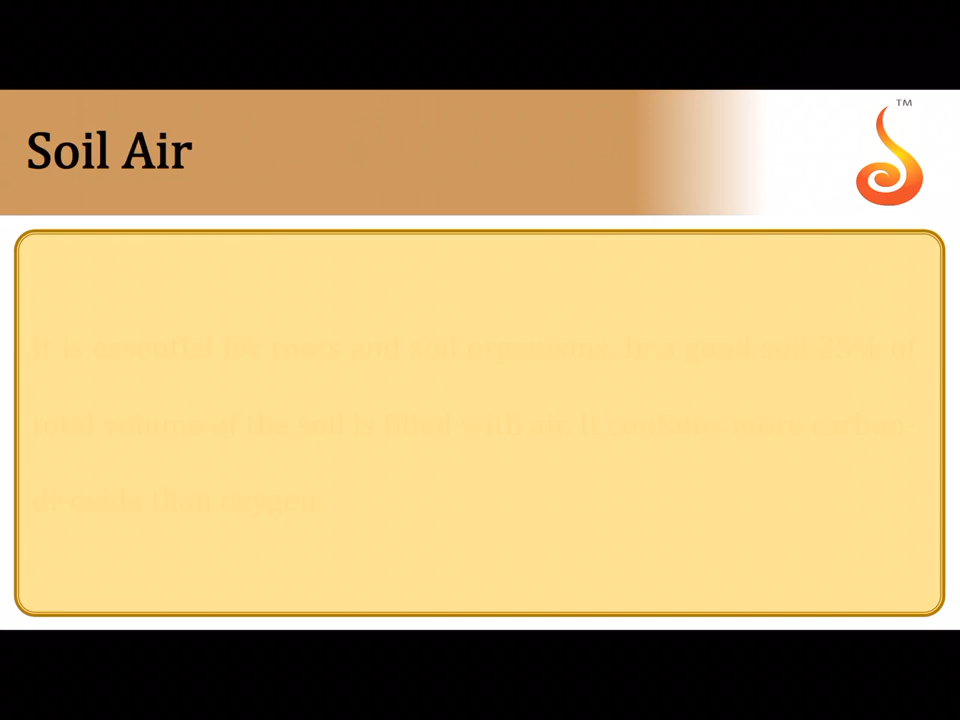 Soil Air
TM
It is essential for roots and soil organisms. In a good soil 25% of
total volume of the soil is filled with air. It contains more carbon
di-oxide than oxygen